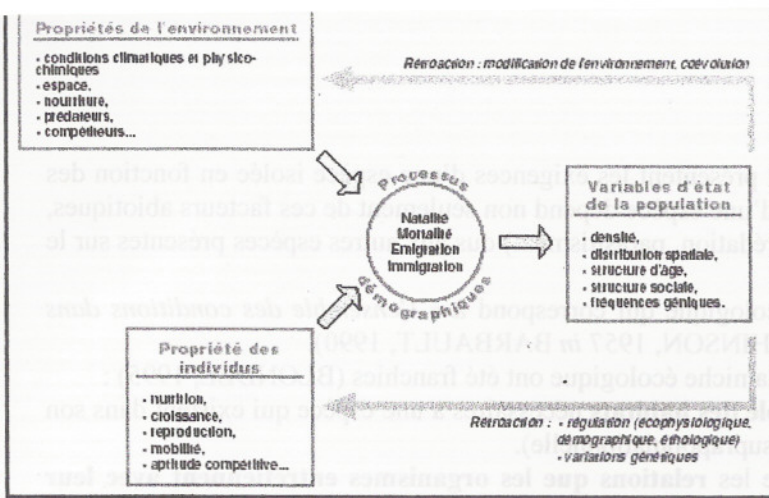 Propriétés de l'environnement
- conditions climatiques et physico-
chimiques
- espace,
- nourriture,
- prédateurs,
- compétiteurs...
Rétroaction : modification de l'environnement, coévolution
Processus
démographiques
Natalité
Mortalité
Emigration
Immigration
Variables d'état
de la population
- densité,
- distribution spatiale,
- structure d'âge,
- structure sociale,
- fréquences géniques.
Propriété des
individus
- nutrition,
- croissance,
- reproduction,
- mobilité,
- aptitude compétitive...
Rétroaction : - régulation (écophysiologique,
démographique, éthologique)
- variations génétiques